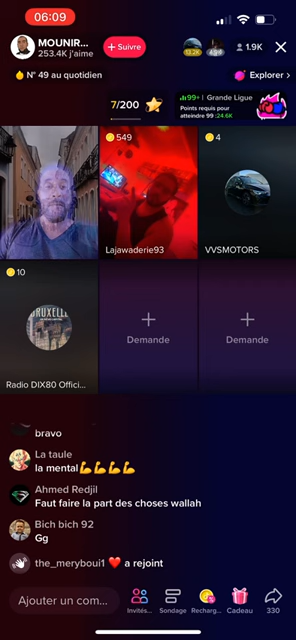 06:09
MOUNIR...
253.4K j'aime
+ Suivre
13.2K
1.9K
N° 49 au quotidien
Explorer >
7/200
99+ | Grande Ligue
Points requis pour
atteindre 99 :24.6K
549
4
Lajawaderie93
VVSMOTORS
10
BRUXELLE
Radio DIX80 Offici...
Demande
Demande
bravo
La taule
la mental💪💪💪💪
Ahmed Redjil
Faut faire la part des choses wallah
Bich bich 92
Gg
the_meryboui1 ❤️ a rejoint
Ajouter un com...
Invités...
Sondage
Recharg...
Cadeau
330